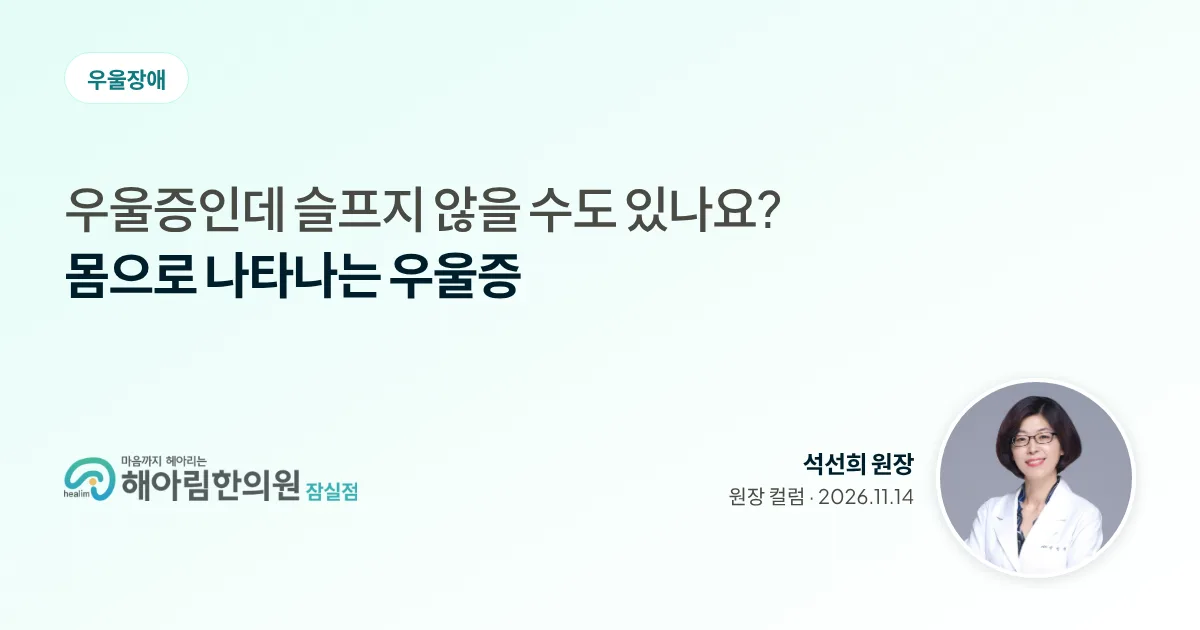 우울장애
우울증인데 슬프지 않을 수도 있나요?
몸으로 나타나는 우울증
마음까지 헤아리는
healim
해아림한의원 잠실점
석선희 원장
원장 컬럼 · 2026.11.14